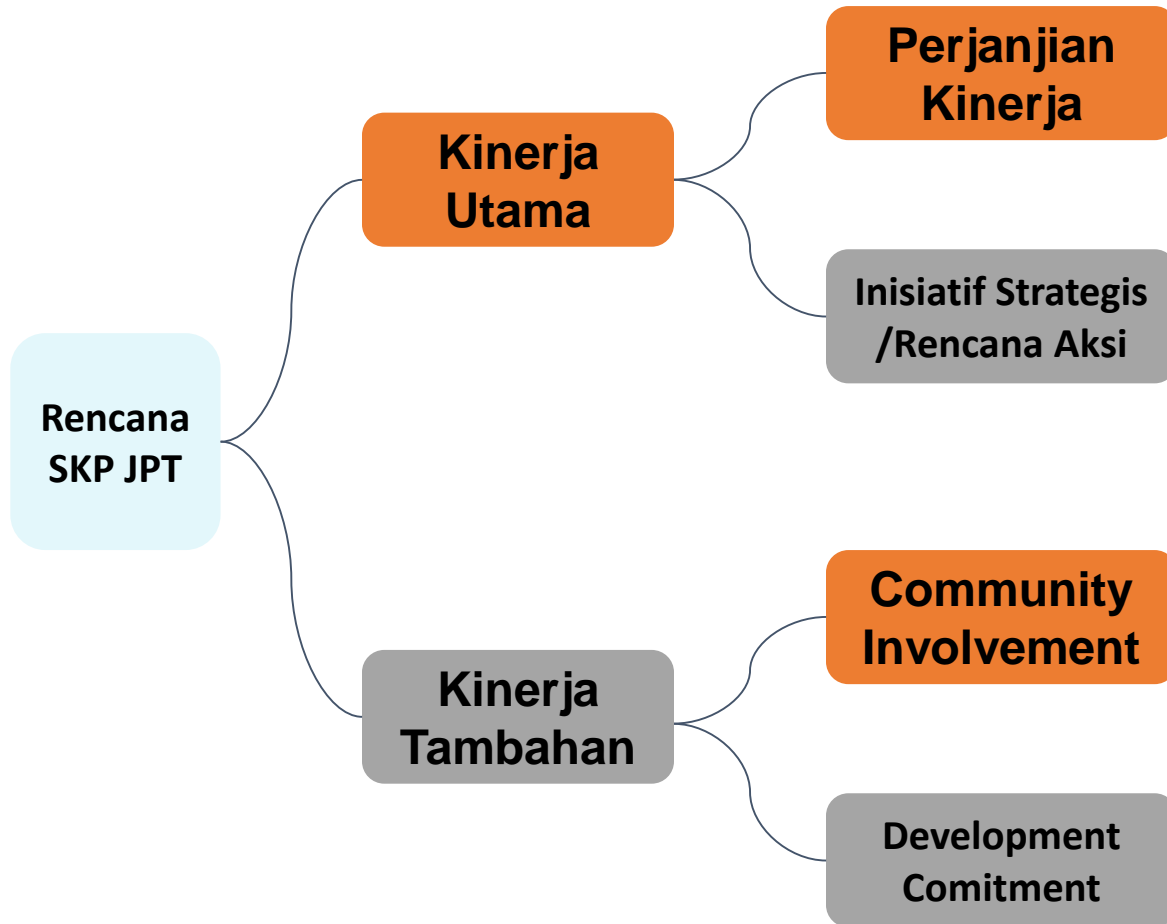 Perjanjian
Kinerja
Kinerja
Utama
Inisiatif Strategis
/Rencana Aksi
Rencana
SKP JPT
Community
Involvement
Kinerja
Tambahan
Development
Comitment